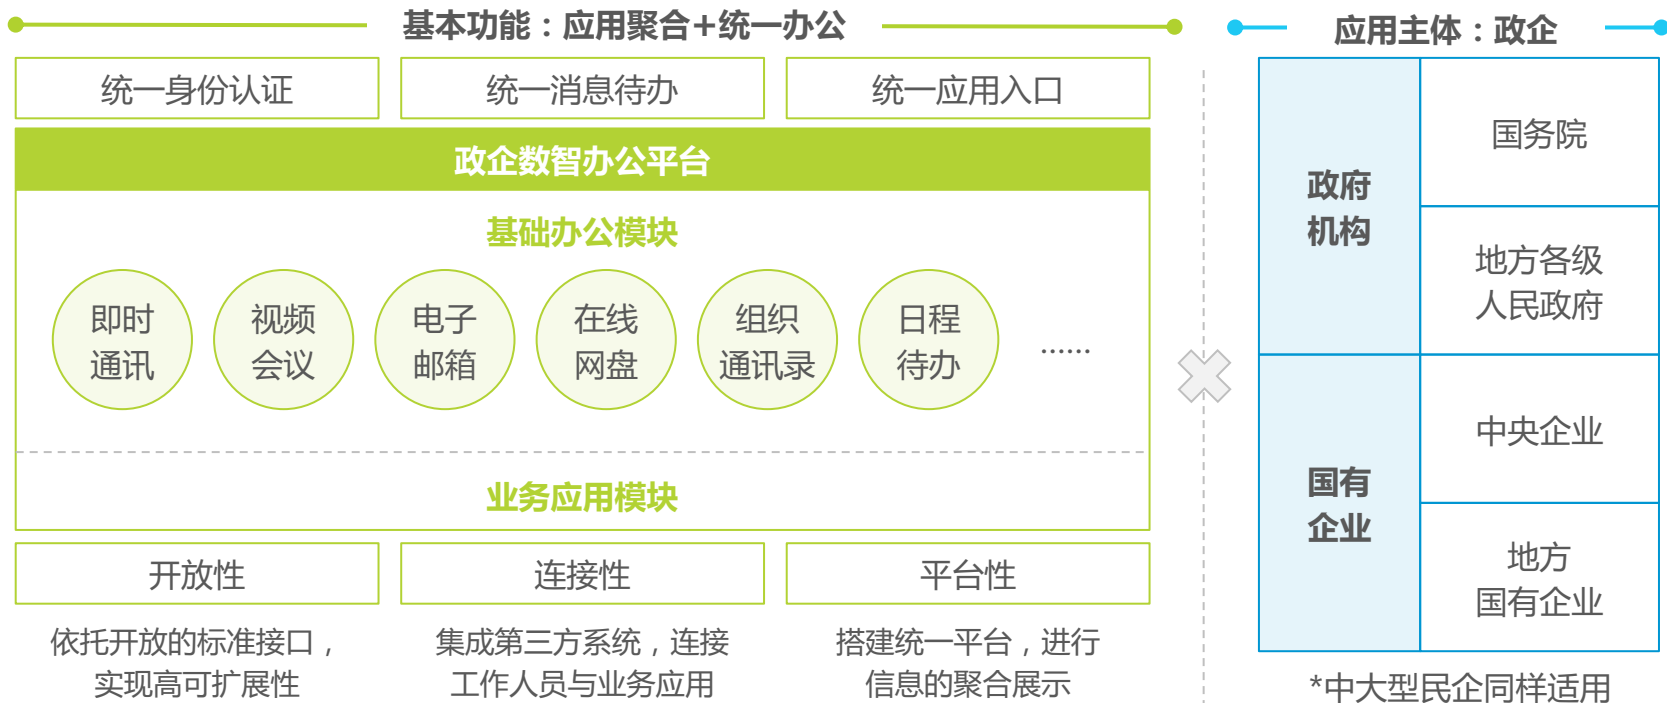 基本功能：应用聚合+统一办公
统一身份认证
统一消息待办
统一应用入口
政企数智办公平台
基础办公模块
即时
通讯
视频
会议
电子
邮箱
在线
网盘
组织
通讯录
日程
待办
……
业务应用模块
开放性
连接性
平台性
依托开放的标准接口，
实现高可扩展性
集成第三方系统，连接
工作人员与业务应用
搭建统一平台，进行
信息的聚合展示
应用主体：政企
政府
机构
国务院
地方各级
人民政府
国有
企业
中央企业
地方
国有企业
*中大型民企同样适用